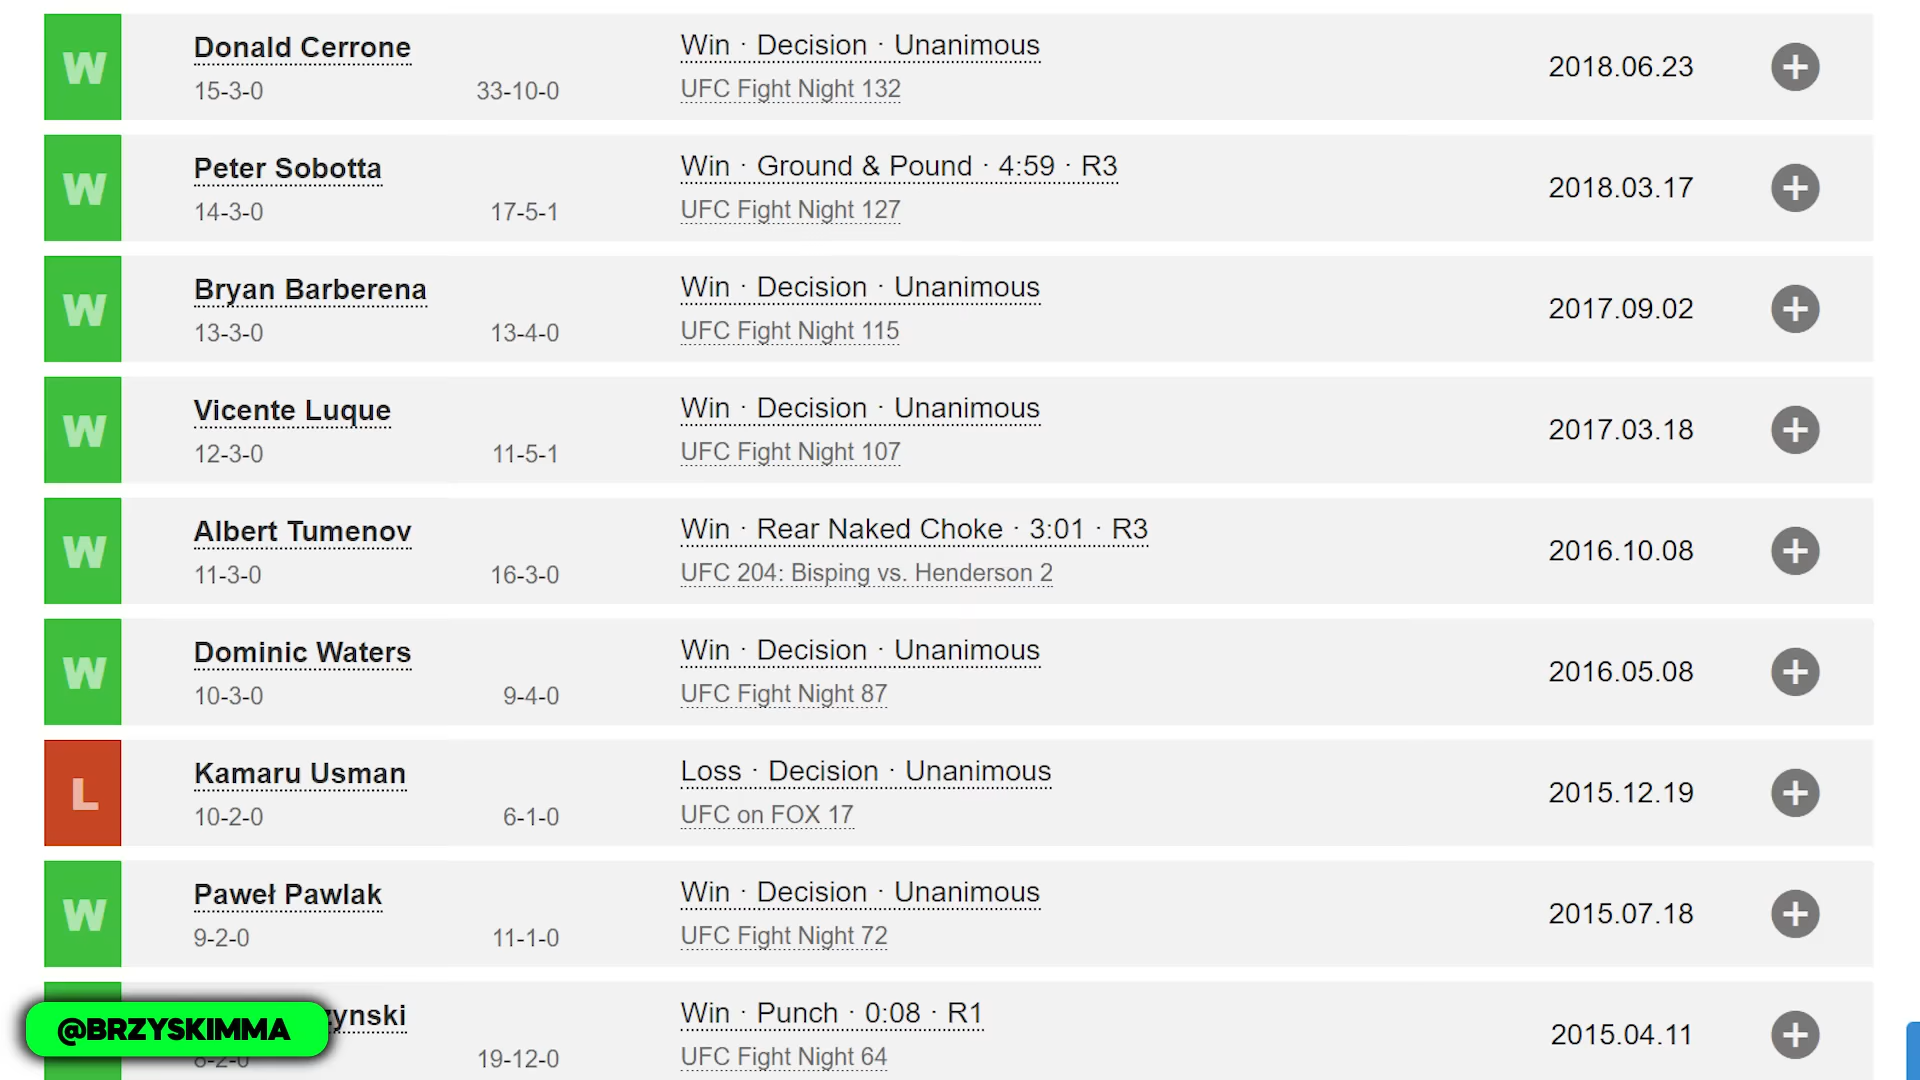 W
Donald Cerrone
15-3-0
33-10-0
Win · Decision · Unanimous
UFC Fight Night 132
2018.06.23
W
Peter Sobotta
14-3-0
17-5-1
Win · Ground & Pound · 4:59 · R3
UFC Fight Night 127
2018.03.17
W
Bryan Barberena
13-3-0
13-4-0
Win · Decision · Unanimous
UFC Fight Night 115
2017.09.02
W
Vicente Luque
12-3-0
11-5-1
Win · Decision · Unanimous
UFC Fight Night 107
2017.03.18
W
Albert Tumenov
11-3-0
16-3-0
Win · Rear Naked Choke · 3:01 · R3
UFC 204: Bisping vs. Henderson 2
2016.10.08
W
Dominic Waters
10-3-0
9-4-0
Win · Decision · Unanimous
UFC Fight Night 87
2016.05.08
L
Kamaru Usman
10-2-0
6-1-0
Loss · Decision · Unanimous
UFC on FOX 17
2015.12.19
W
Paweł Pawlak
9-2-0
11-1-0
Win · Decision · Unanimous
UFC Fight Night 72
2015.07.18
@BRZYSKIMMA
zynski
8-2-0
19-12-0
Win · Punch · 0:08 · R1
UFC Fight Night 64
2015.04.11